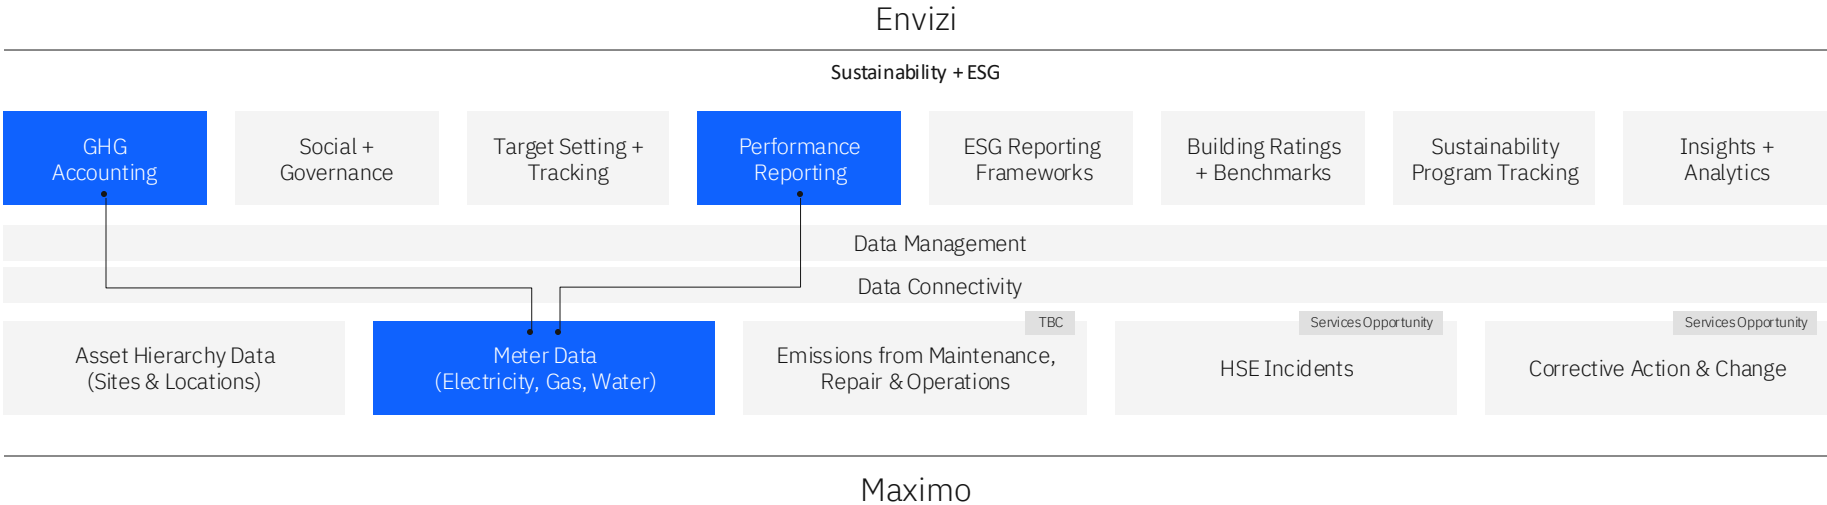 Envizi
Sustainability + ESG
GHG
Accounting
Social +
Governance
Target Setting +
Tracking
Performance
Reporting
ESG Reporting
Frameworks
Building Ratings
+ Benchmarks
Sustainability
Program Tracking
Insights +
Analytics
Data Management
Data Connectivity
Asset Hierarchy Data
(Sites & Locations)
Meter Data
(Electricity, Gas, Water)
TBC
Emissions from Maintenance,
Repair & Operations
Services Opportunity
HSE Incidents
Services Opportunity
Corrective Action & Change
Maximo